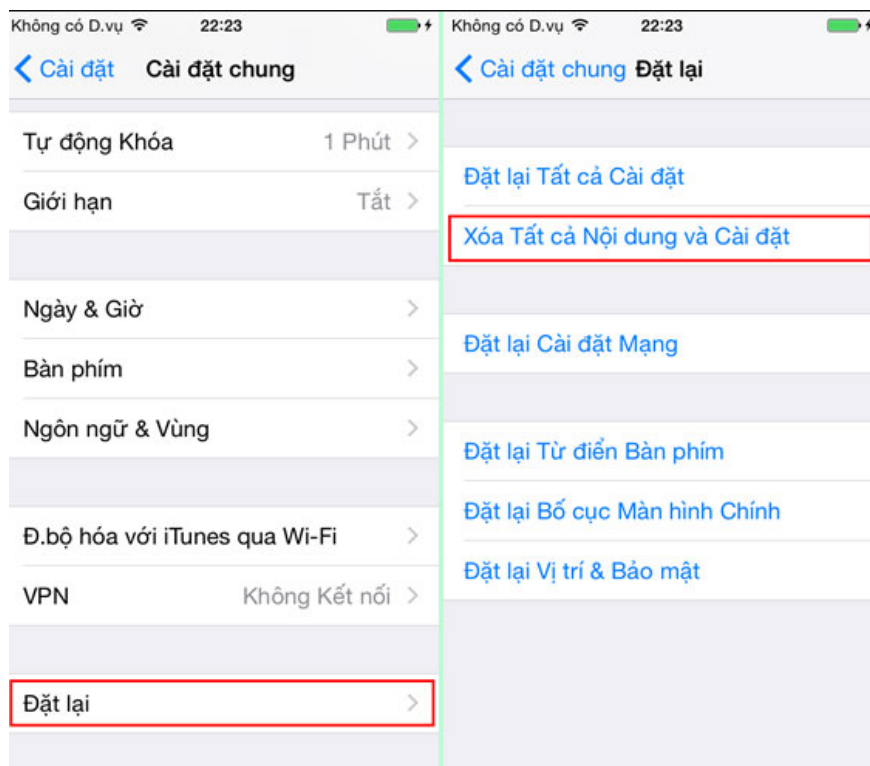 Không có D.vụ 22:23
Cài đặt Cài đặt chung
Tự động Khóa 1 Phút
Giới hạn Tắt
Ngày & Giờ
Bàn phím
Ngôn ngữ & Vùng
Đ.bộ hóa với iTunes qua Wi-Fi
VPN Không Kết nối
Đặt lại
Không có D.vụ 22:23
Cài đặt chung Đặt lại
Đặt lại Tất cả Cài đặt
Xóa Tất cả Nội dung và Cài đặt
Đặt lại Cài đặt Mạng
Đặt lại Từ điển Bàn phím
Đặt lại Bố cục Màn hình Chính
Đặt lại Vị trí & Bảo mật